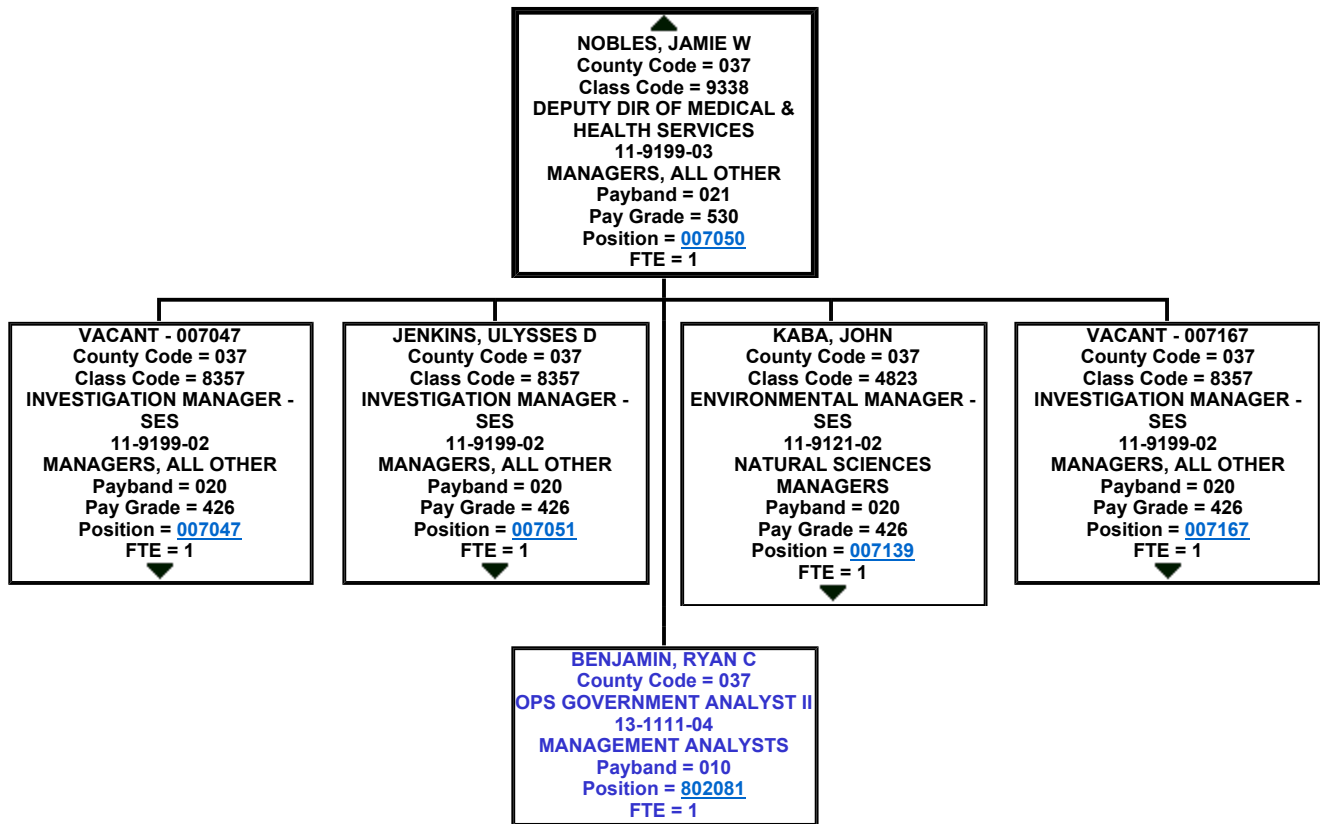 NOBLES, JAMIE W
County Code = 037
Class Code = 9338
DEPUTY DIR OF MEDICAL &
HEALTH SERVICES
11-9199-03
MANAGERS, ALL OTHER
Payband = 021
Pay Grade = 530
Position = 007050
FTE = 1
VACANT - 007047
County Code = 037
Class Code = 8357
INVESTIGATION MANAGER -
SES
11-9199-02
MANAGERS, ALL OTHER
Payband = 020
Pay Grade = 426
Position = 007047
FTE = 1
JENKINS, ULYSSES D
County Code = 037
Class Code = 8357
INVESTIGATION MANAGER -
SES
11-9199-02
MANAGERS, ALL OTHER
Payband = 020
Pay Grade = 426
Position = 007051
FTE = 1
KABA, JOHN
County Code = 037
Class Code = 4823
ENVIRONMENTAL MANAGER -
SES
11-9121-02
NATURAL SCIENCES
MANAGERS
Payband = 020
Pay Grade = 426
Position = 007139
FTE = 1
VACANT - 007167
County Code = 037
Class Code = 8357
INVESTIGATION MANAGER -
SES
11-9199-02
MANAGERS, ALL OTHER
Payband = 020
Pay Grade = 426
Position = 007167
FTE = 1
BENJAMIN, RYAN C
County Code = 037
OPS GOVERNMENT ANALYST II
13-1111-04
MANAGEMENT ANALYSTS
Payband = 010
Position = 802081
FTE = 1